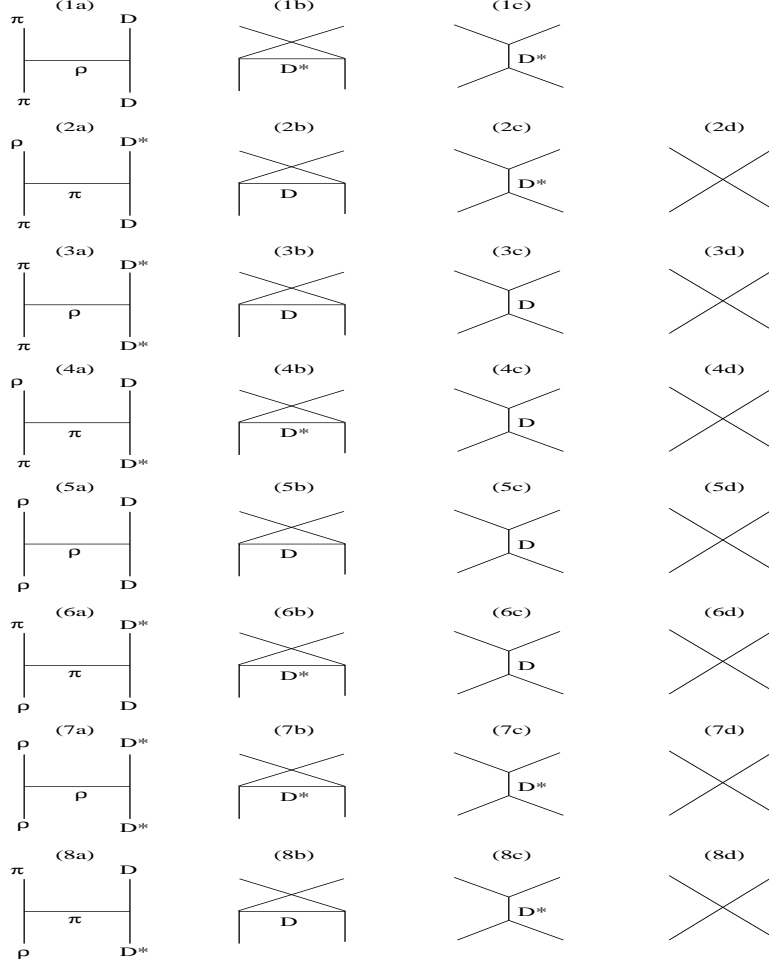 (1a) (1b) (1c)
π D
ρ D* D*
π D
(2a) (2b) (2c) (2d)
ρ D*
π D D*
π D
(3a) (3b) (3c) (3d)
π D*
ρ D D
π D*
(4a) (4b) (4c) (4d)
ρ D
π D* D
π D*
(5a) (5b) (5c) (5d)
ρ D
ρ D D
ρ D
(6a) (6b) (6c) (6d)
π D*
π D* D
ρ D
(7a) (7b) (7c) (7d)
ρ D*
ρ D* D*
ρ D*
(8a) (8b) (8c) (8d)
π D
π D D*
ρ D*